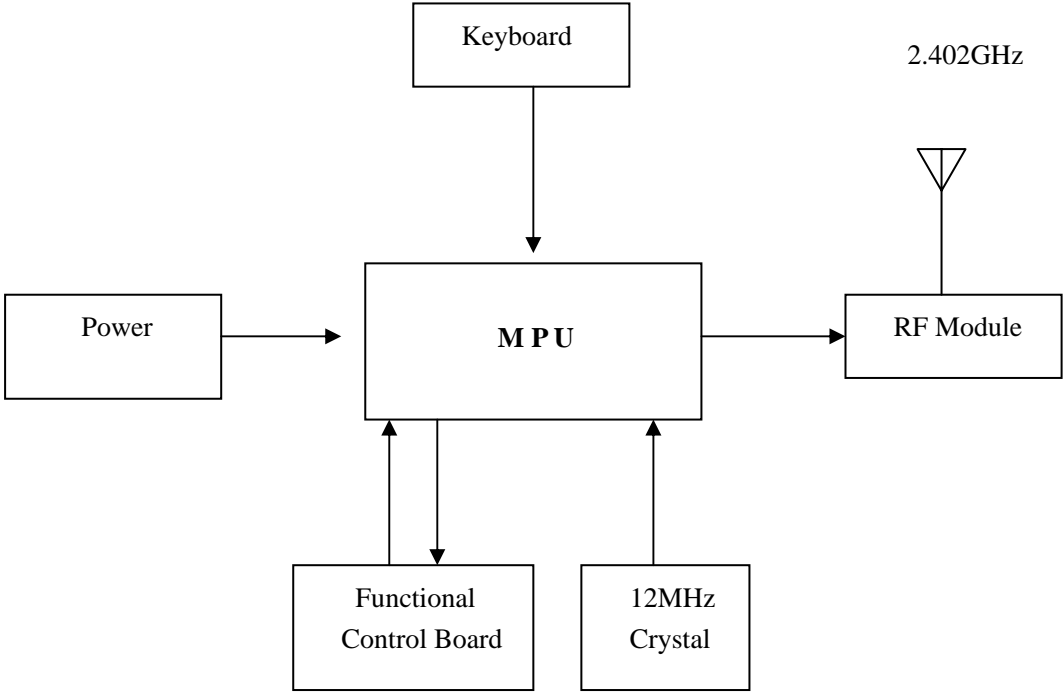 Keyboard
2.402GHz
Power
M P U
RF Module
Functional
Control Board
12MHz
Crystal